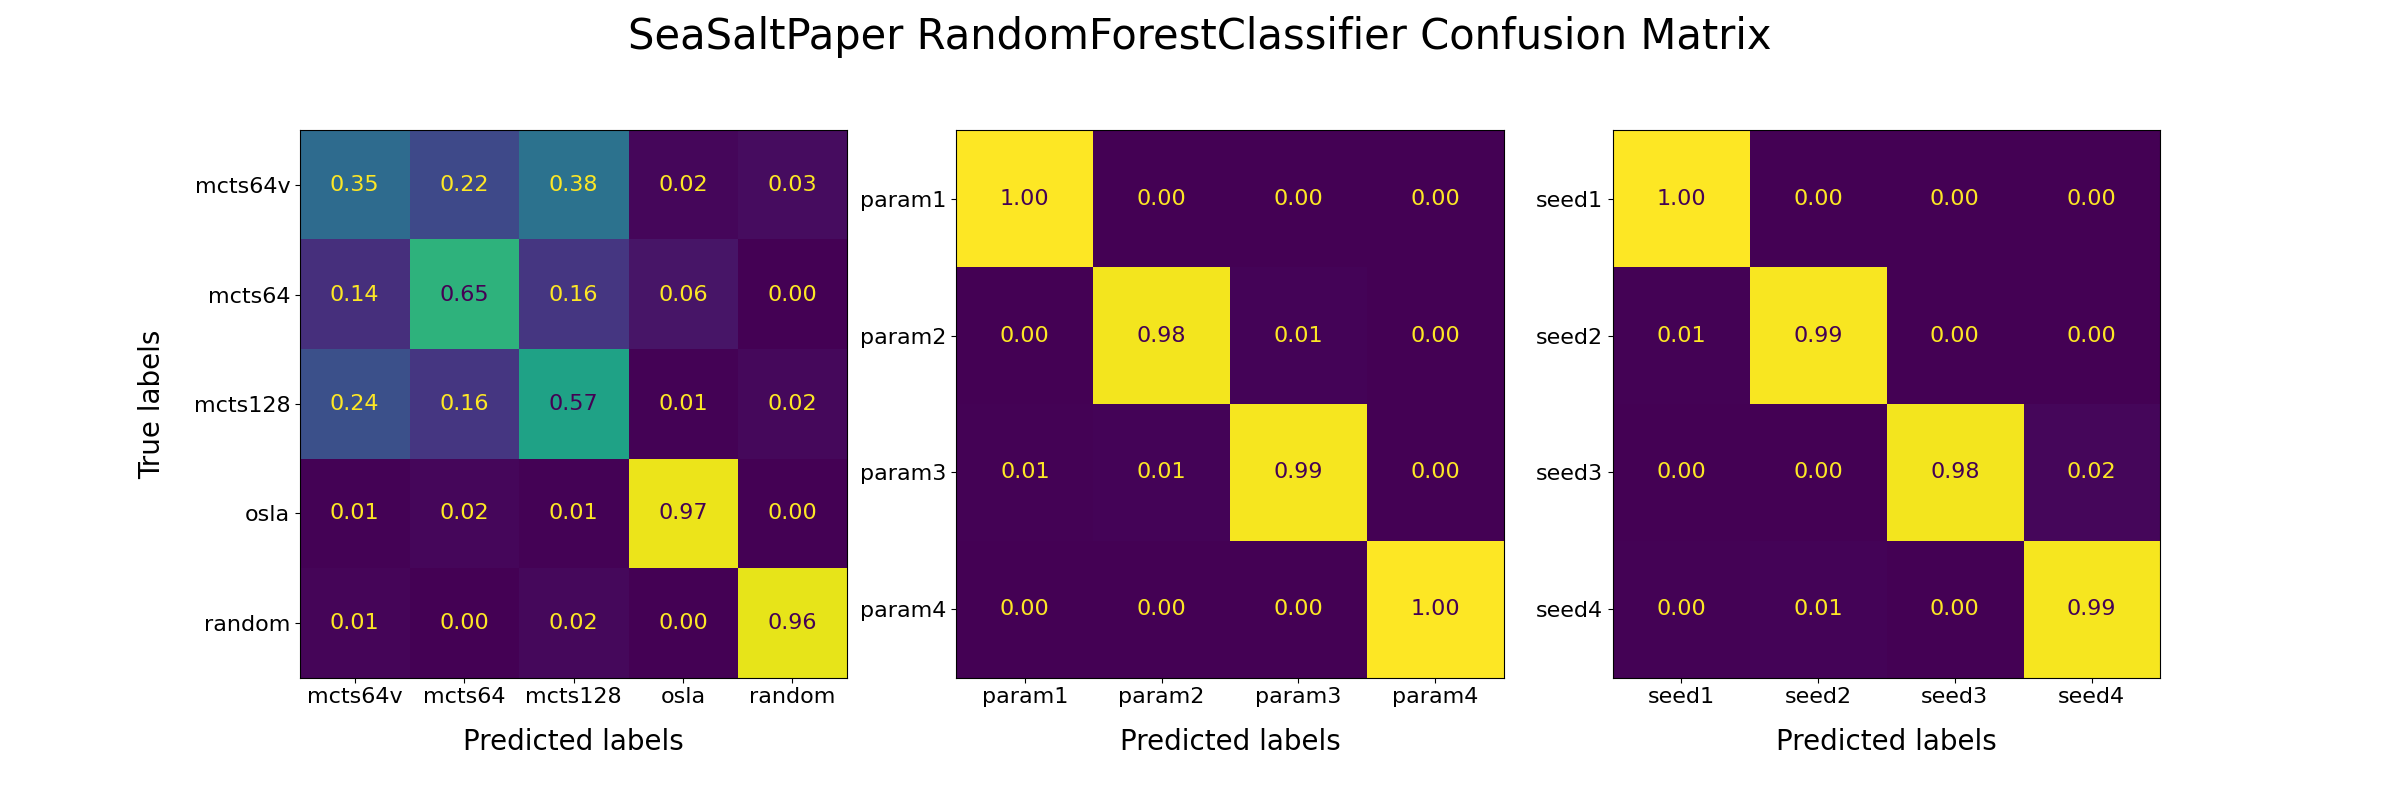 SeaSaltPaper RandomForestClassifier Confusion Matrix
True labels
mcts64v 0.35 0.22 0.38 0.02 0.03
mcts64 0.14 0.65 0.16 0.06 0.00
mcts128 0.24 0.16 0.57 0.01 0.02
osla 0.01 0.02 0.01 0.97 0.00
random 0.01 0.00 0.02 0.00 0.96
mcts64v mcts64 mcts128 osla random
Predicted labels
param1 1.00 0.00 0.00 0.00
param2 0.00 0.98 0.01 0.00
param3 0.01 0.01 0.99 0.00
param4 0.00 0.00 0.00 1.00
param1 param2 param3 param4
Predicted labels
seed1 1.00 0.00 0.00 0.00
seed2 0.01 0.99 0.00 0.00
seed3 0.00 0.00 0.98 0.02
seed4 0.00 0.01 0.00 0.99
seed1 seed2 seed3 seed4
Predicted labels